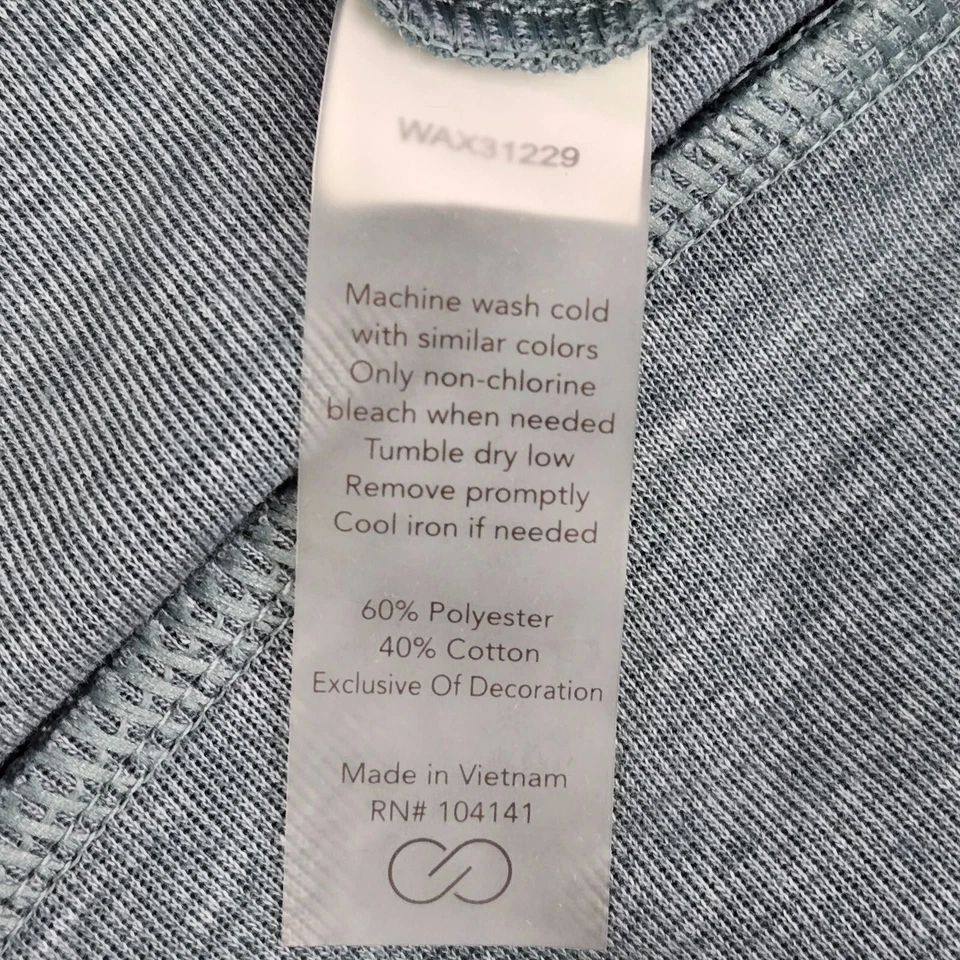 WAX31229
Machine wash cold
with similar colors
Only non-chlorine
bleach when needed
Tumble dry low
Remove promptly
Cool iron if needed
60% Polyester
40% Cotton
Exclusive Of Decoration
Made in Vietnam
RN# 104141